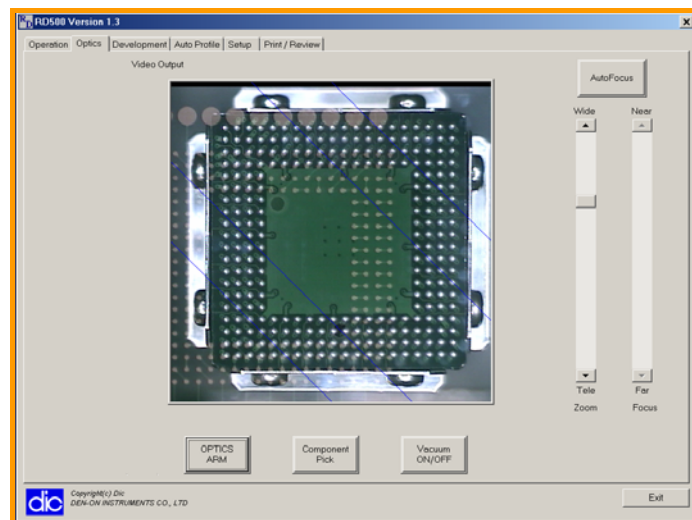 RD500 Version 1.3
Operation Optics Development Auto Profile Setup Print / Review
Video Output
AutoFocus
Wide Near
Tele Far
Zoom Focus
OPTICS ARM
Component Pick
Vacuum ON/OFF
dic
Copyright(c) Dic
DEN-ON INSTRUMENTS CO., LTD
Exit